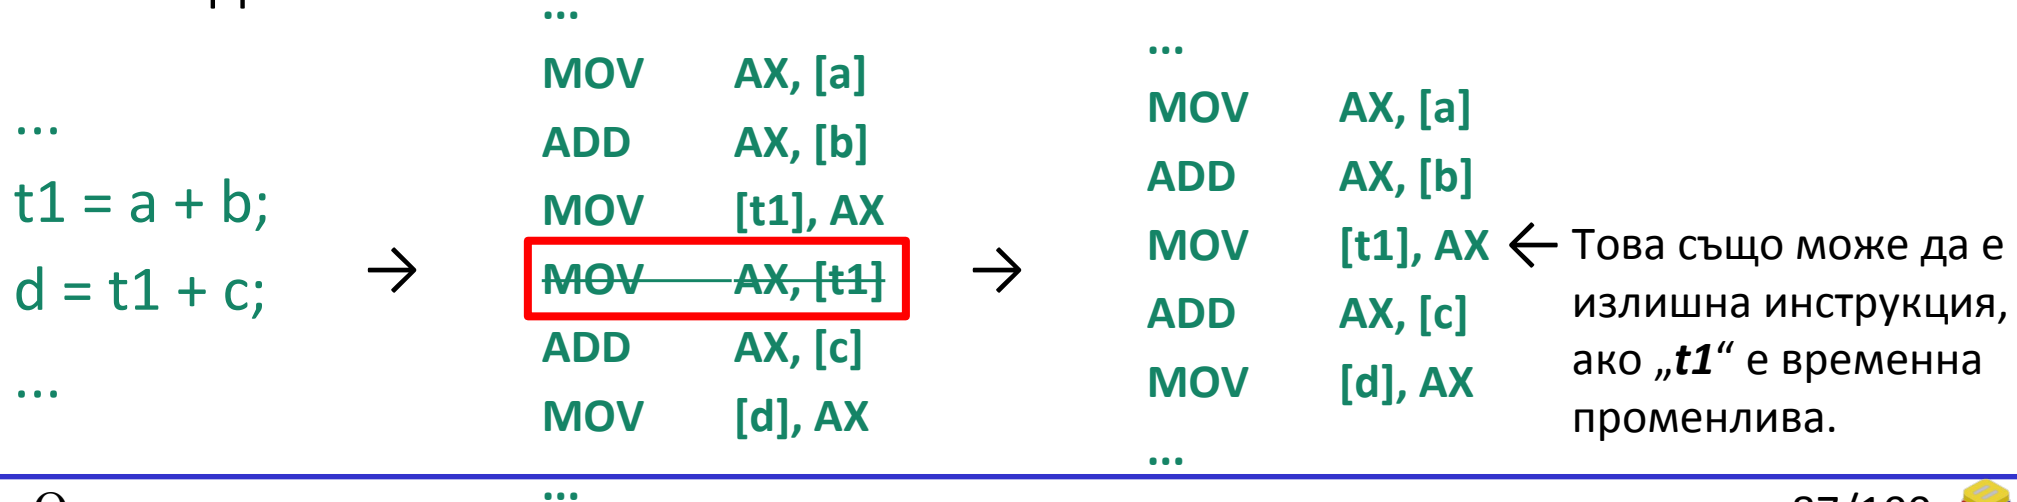 ...
t1 = a + b;
d = t1 + c;
...
→
...
MOV AX, [a]
ADD AX, [b]
MOV [t1], AX
MOV AX, [t1]
ADD AX, [c]
MOV [d], AX
...
→
...
MOV AX, [a]
ADD AX, [b]
MOV [t1], AX
ADD AX, [c]
MOV [d], AX
...
← Това също може да е
излишна инструкция,
ако „t1“ е временна
променлива.